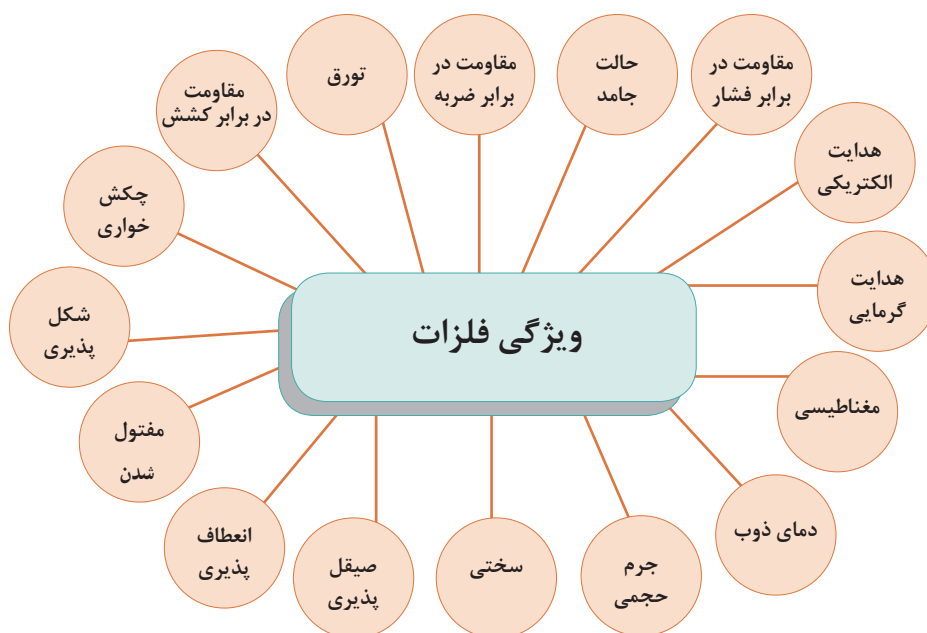 ویژگی فلزات
مقاومت در
برابر فشار
هدایت
الکتریکی
هدایت
گرمایی
مغناطیسی
دمای ذوب
جرم
حجمی
سختی
صیقل
پذیری
انعطاف
پذیری
مفتول
شدن
شکل
پذیری
چکش
خواری
مقاومت
در برابر کشش
تورق
مقاومت در
برابر ضربه
حالت
جامد